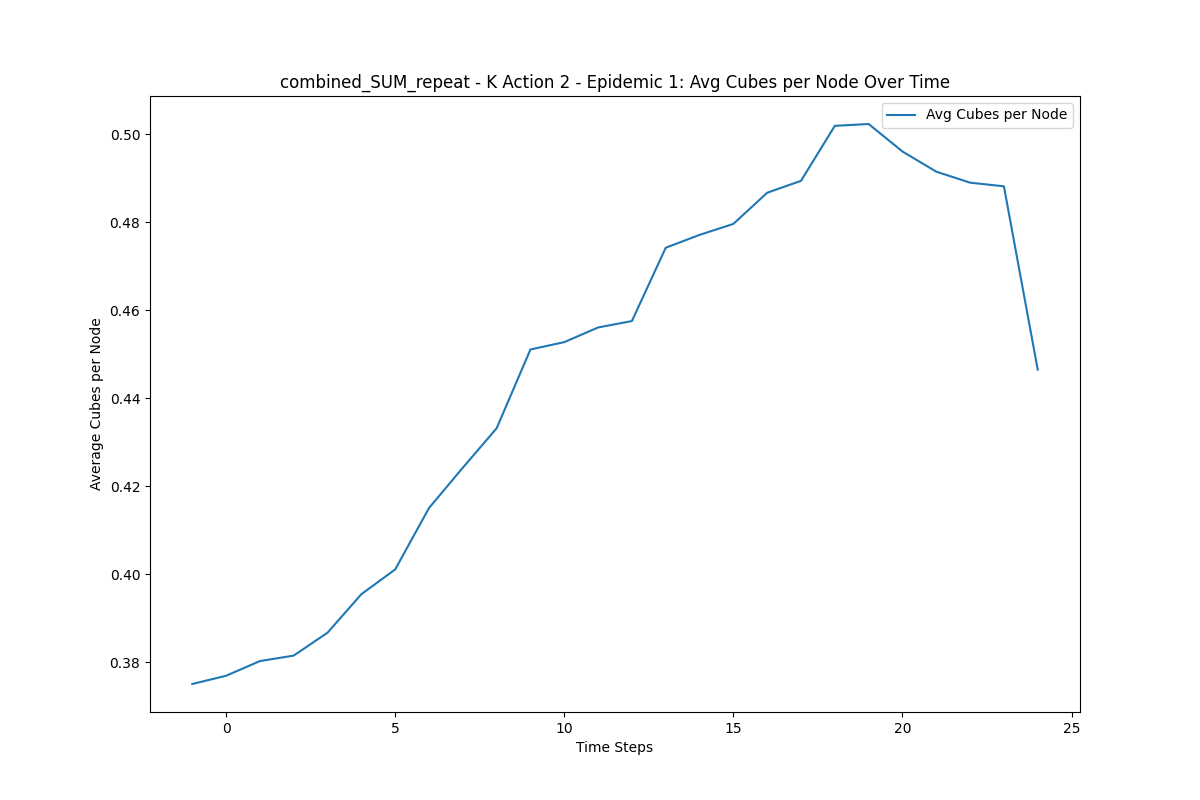 combined_SUM_repeat - K Action 2 - Epidemic 1: Avg Cubes per Node Over Time
Avg Cubes per Node
0.50
0.48
0.46
0.44
0.42
0.40
0.38
Average Cubes per Node
0 5 10 15 20 25
Time Steps